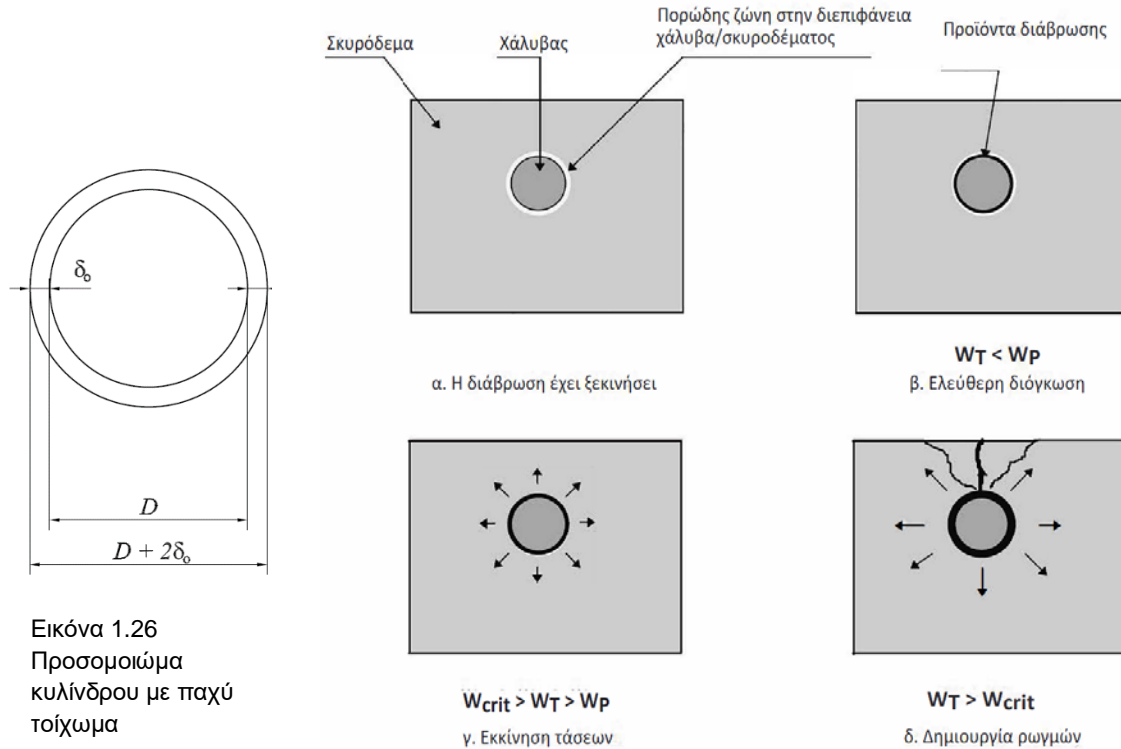 Σκυρόδεμα
Χάλυβας
Πορώδης ζώνη στην διεπιφάνεια
χάλυβα/σκυροδέματος
Προϊόντα διάβρωσης
δₒ
D
D + 2δₒ
Εικόνα 1.26
Προσομοιώμα
κυλίνδρου με παχύ
τοίχωμα
α. Η διάβρωση έχει ξεκινήσει
WT < WP
β. Ελεύθερη διόγκωση
Wcrit > WT > WP
γ. Εκκίνηση τάσεων
WT > Wcrit
δ. Δημιουργία ρωγμών